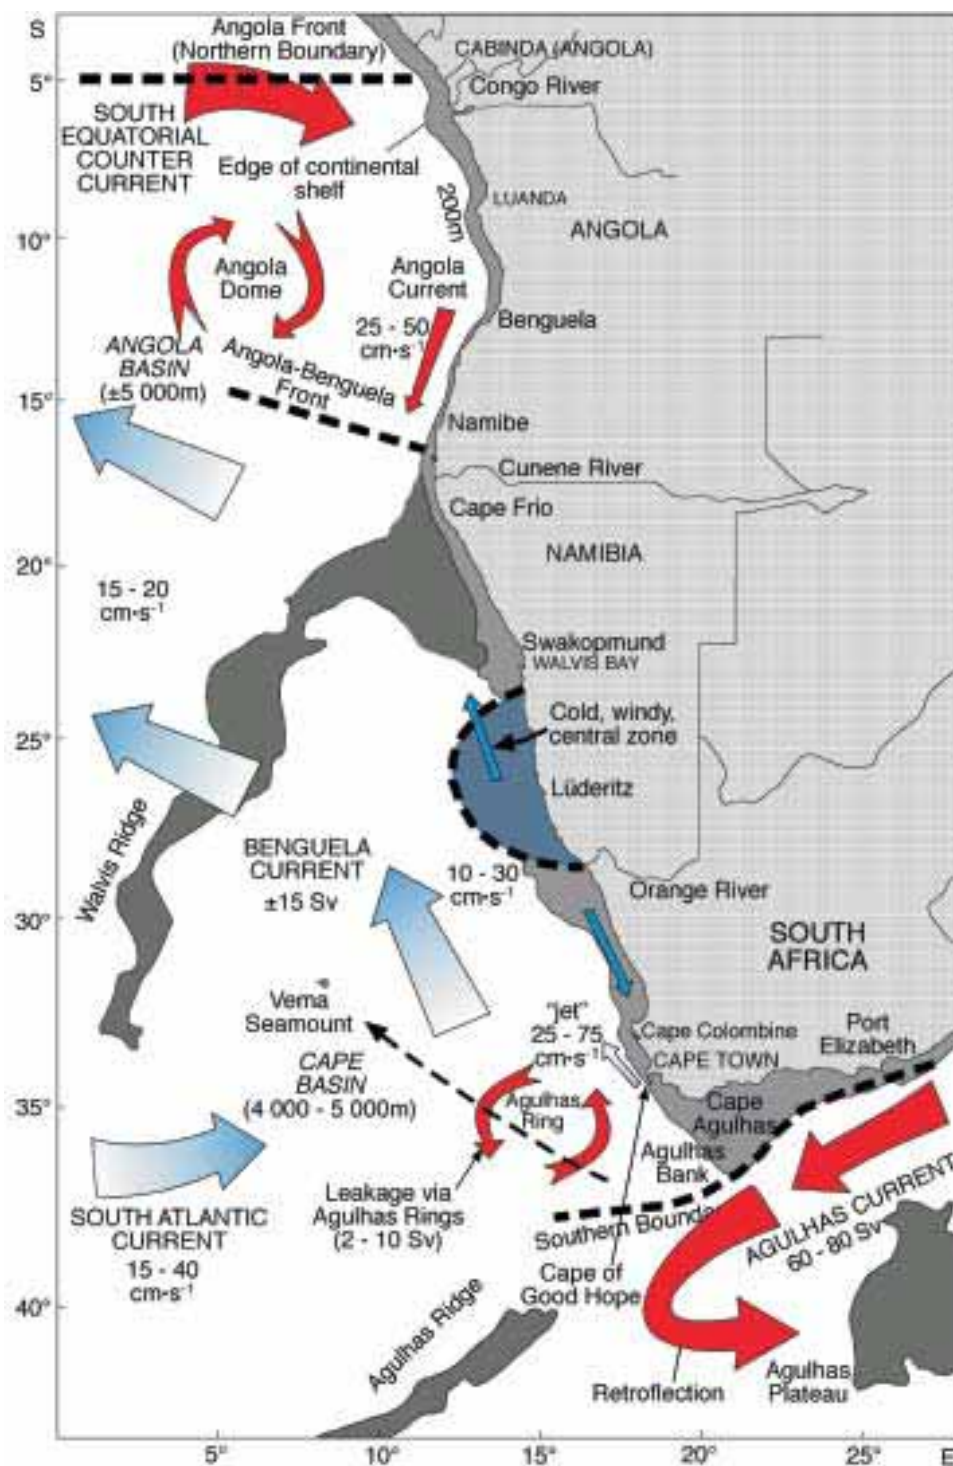 S
Angola Front
(Northern Boundary)
CABINDA (ANGOLA)
5°
Congo River
SOUTH
EQUATORIAL
COUNTER
CURRENT
Edge of continental
shelf
200m
LUANDA
ANGOLA
10°
Angola
Dome
Angola
Current
25 - 50
cm·s-1
Benguela
ANGOLA
BASIN
(±5 000m)
Angola-Benguela
Front
15°
Namibe
Cunene River
Cape Frio
NAMIBIA
20°
15 - 20
cm·s-1
Swakopmund
WALVIS BAY
Cold, windy,
central zone
25°
Lüderitz
Walvis Ridge
BENGUELA
CURRENT
±15 Sv
10 - 30
cm·s-1
Orange River
30°
SOUTH
AFRICA
Vema
Seamount
"jet"
25 - 75
cm·s-1
Cape Colombine
CAPE TOWN
Port
Elizabeth
CAPE
BASIN
(4 000 - 5 000m)
35°
Agulhas
Ring
Cape
Agulhas
Agulhas
Bank
Leakage via
Agulhas Rings
(2 - 10 Sv)
SOUTH ATLANTIC
CURRENT
15 - 40
cm·s-1
Southern Bounda
AGULHAS CURRENT
60 - 80 Sv
Cape of
Good Hope
40°
Agulhas Ridge
Retroflection
Agulhas
Plateau
5°
10°
15°
20°
25°
E